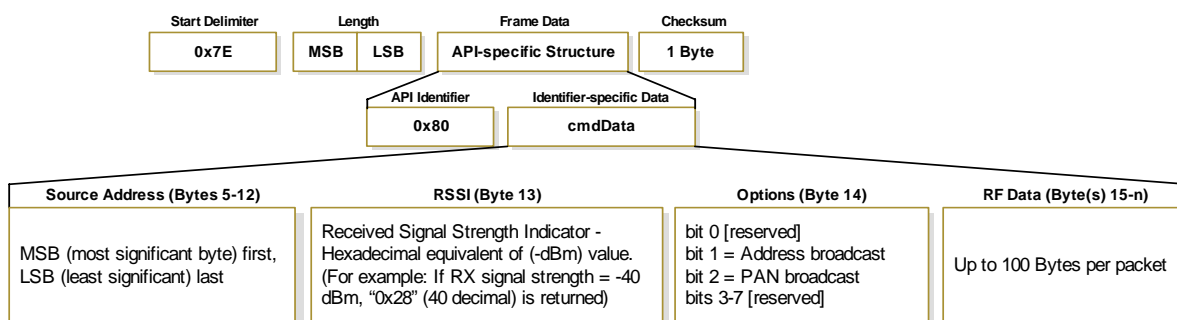 Start Delimiter
Length
Frame Data
Checksum
0x7E
MSB
LSB
API-specific Structure
1 Byte
API Identifier
Identifier-specific Data
0x80
cmdData
Source Address (Bytes 5-12)
MSB (most significant byte) first,
LSB (least significant) last
RSSI (Byte 13)
Received Signal Strength Indicator -
Hexadecimal equivalent of (-dBm) value.
(For example: If RX signal strength = -40
dBm, “0x28” (40 decimal) is returned)
Options (Byte 14)
bit 0 [reserved]
bit 1 = Address broadcast
bit 2 = PAN broadcast
bits 3-7 [reserved]
RF Data (Byte(s) 15-n)
Up to 100 Bytes per packet